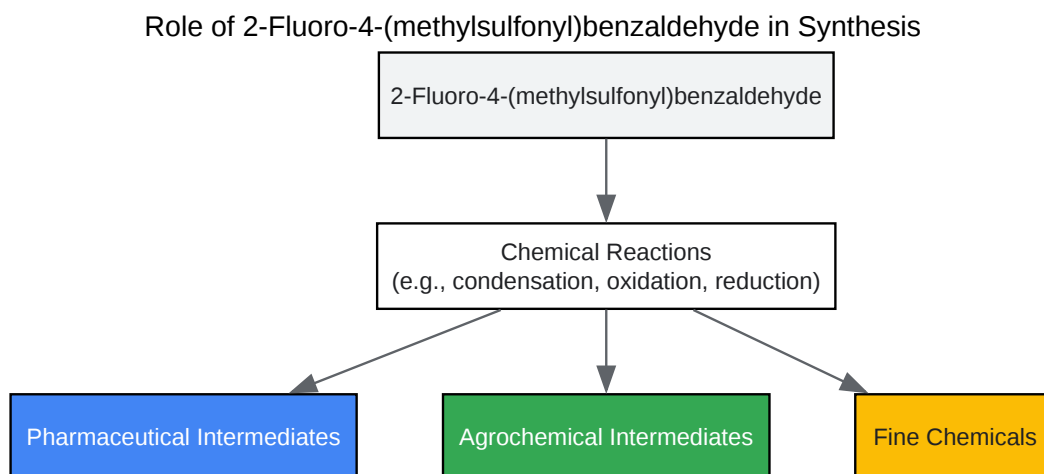 Role of 2-Fluoro-4-(methylsulfonyl)benzaldehyde in Synthesis
2-Fluoro-4-(methylsulfonyl)benzaldehyde
Chemical Reactions
(e.g., condensation, oxidation, reduction)
Pharmaceutical Intermediates
Agrochemical Intermediates
Fine Chemicals